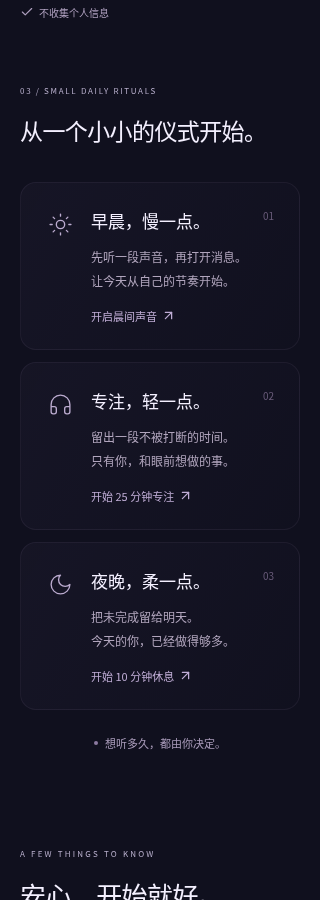 不收集个人信息
03 / SMALL DAILY RITUALS
从一个小小的仪式开始。
早晨，慢一点。
01
先听一段声音，再打开消息。
让今天从自己的节奏开始。
开启晨间声音
专注，轻一点。
02
留出一段不被打断的时间。
只有你，和眼前想做的事。
开始 25 分钟专注
夜晚，柔一点。
03
把未完成留给明天。
今天的你，已经做得够多。
开始 10 分钟休息
想听多久，都由你决定。
A FEW THINGS TO KNOW
安心，开始就好。